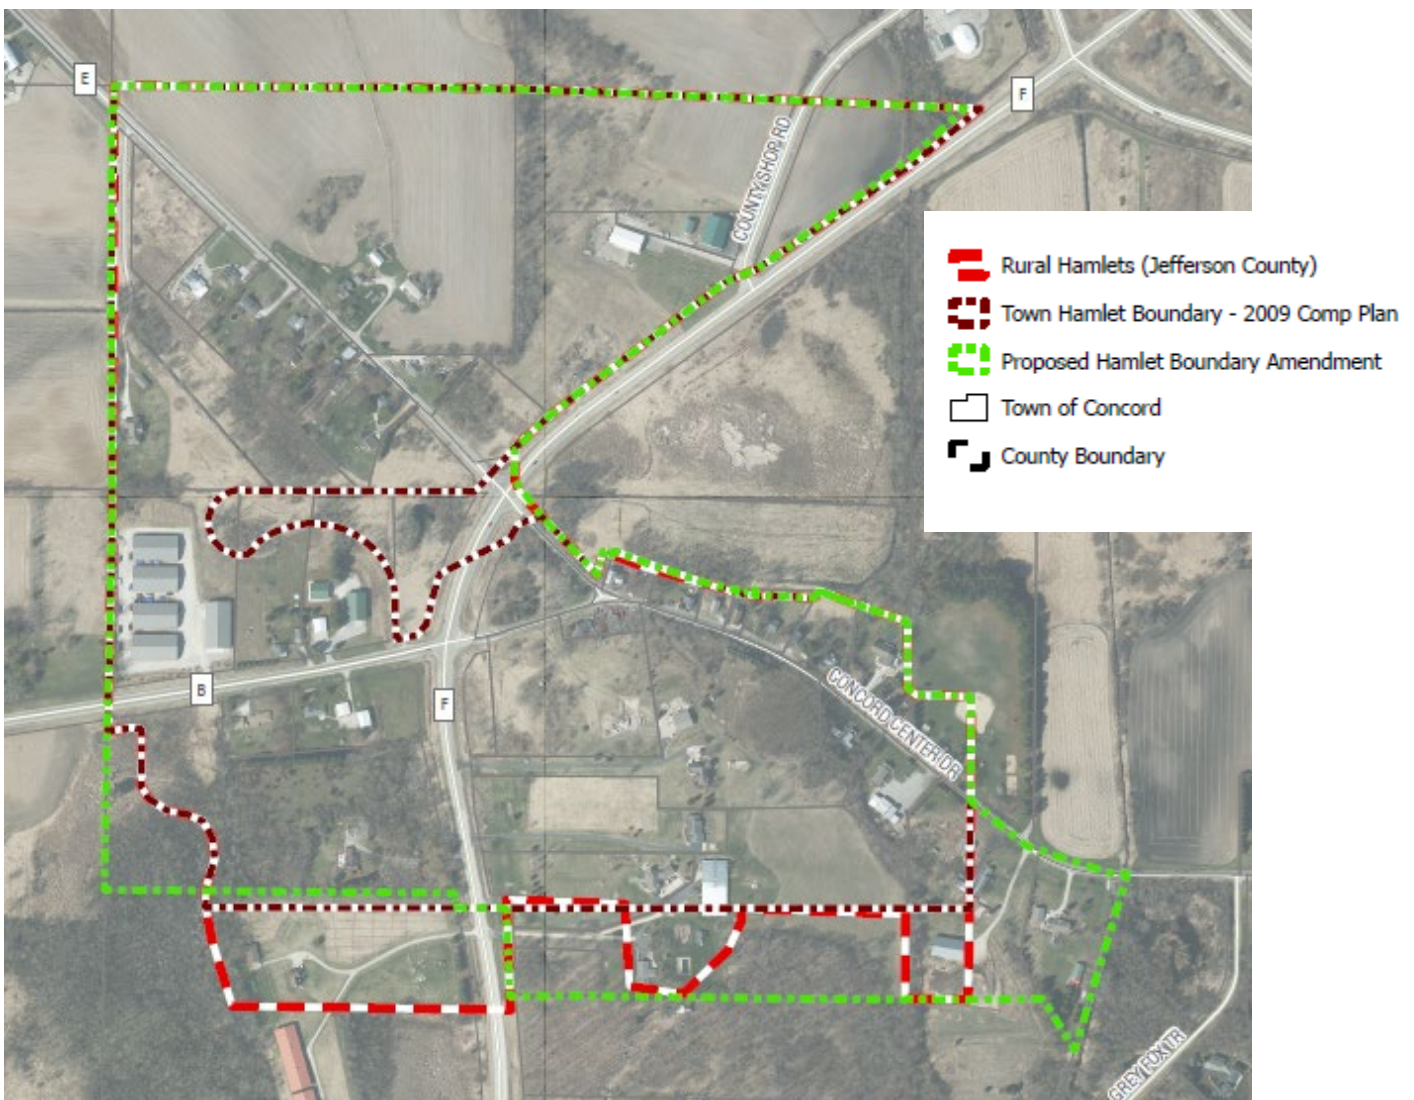 E
F
COUNTY SHOP RD
Rural Hamlets (Jefferson County)
Town Hamlet Boundary - 2009 Comp Plan
Proposed Hamlet Boundary Amendment
Town of Concord
County Boundary
B
F
CONCORD CENTER DR
GREY FOX TR